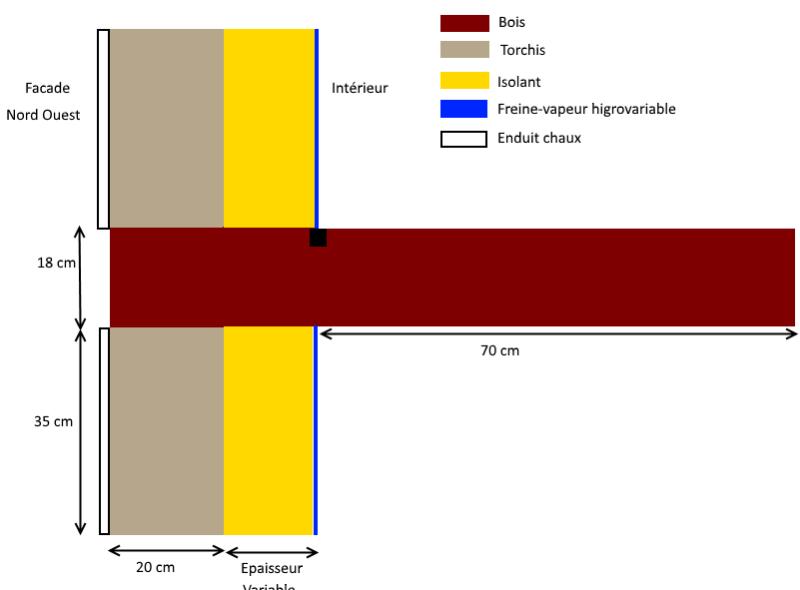 Bois
Torchis
Isolant
Freine-vapeur higrovariable
Enduit chaux
Facade
Nord Ouest
Intérieur
18 cm
70 cm
35 cm
20 cm
Epaisseur
Variable